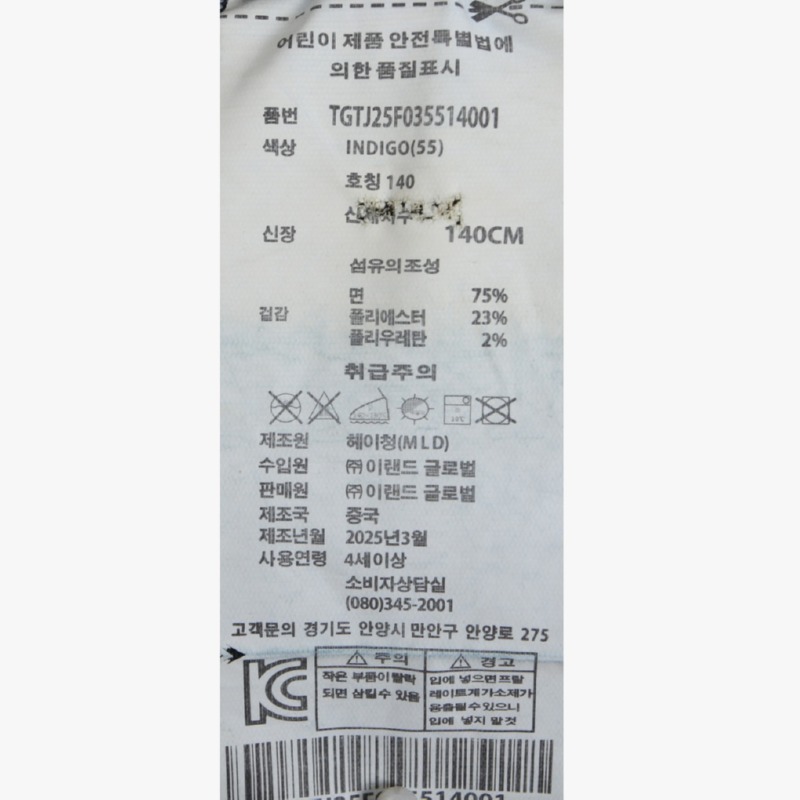 어린이 제품 안전특별법에
의한 품질표시
품번 TGTJ25F035514001
색상 INDIGO(55)
호칭 140
신체치수
신장 140CM
섬유의조성
겉감 면 75%
폴리에스터 23%
폴리우레탄 2%
취급주의
제조원 헤이청(MLD)
수입원 ㈜이랜드 글로벌
판매원 ㈜이랜드 글로벌
제조국 중국
제조년월 2025년3월
사용연령 4세이상
소비자상담실
(080)345-2001
고객문의 경기도 안양시 만안구 안양로 275
KC
주의
작은 부품이 탈락
되면 삼킬 수 있음
경고
입에 넣으면 프탈
레이트계가소제가
용출될 수 있으니
입에 넣지 말 것